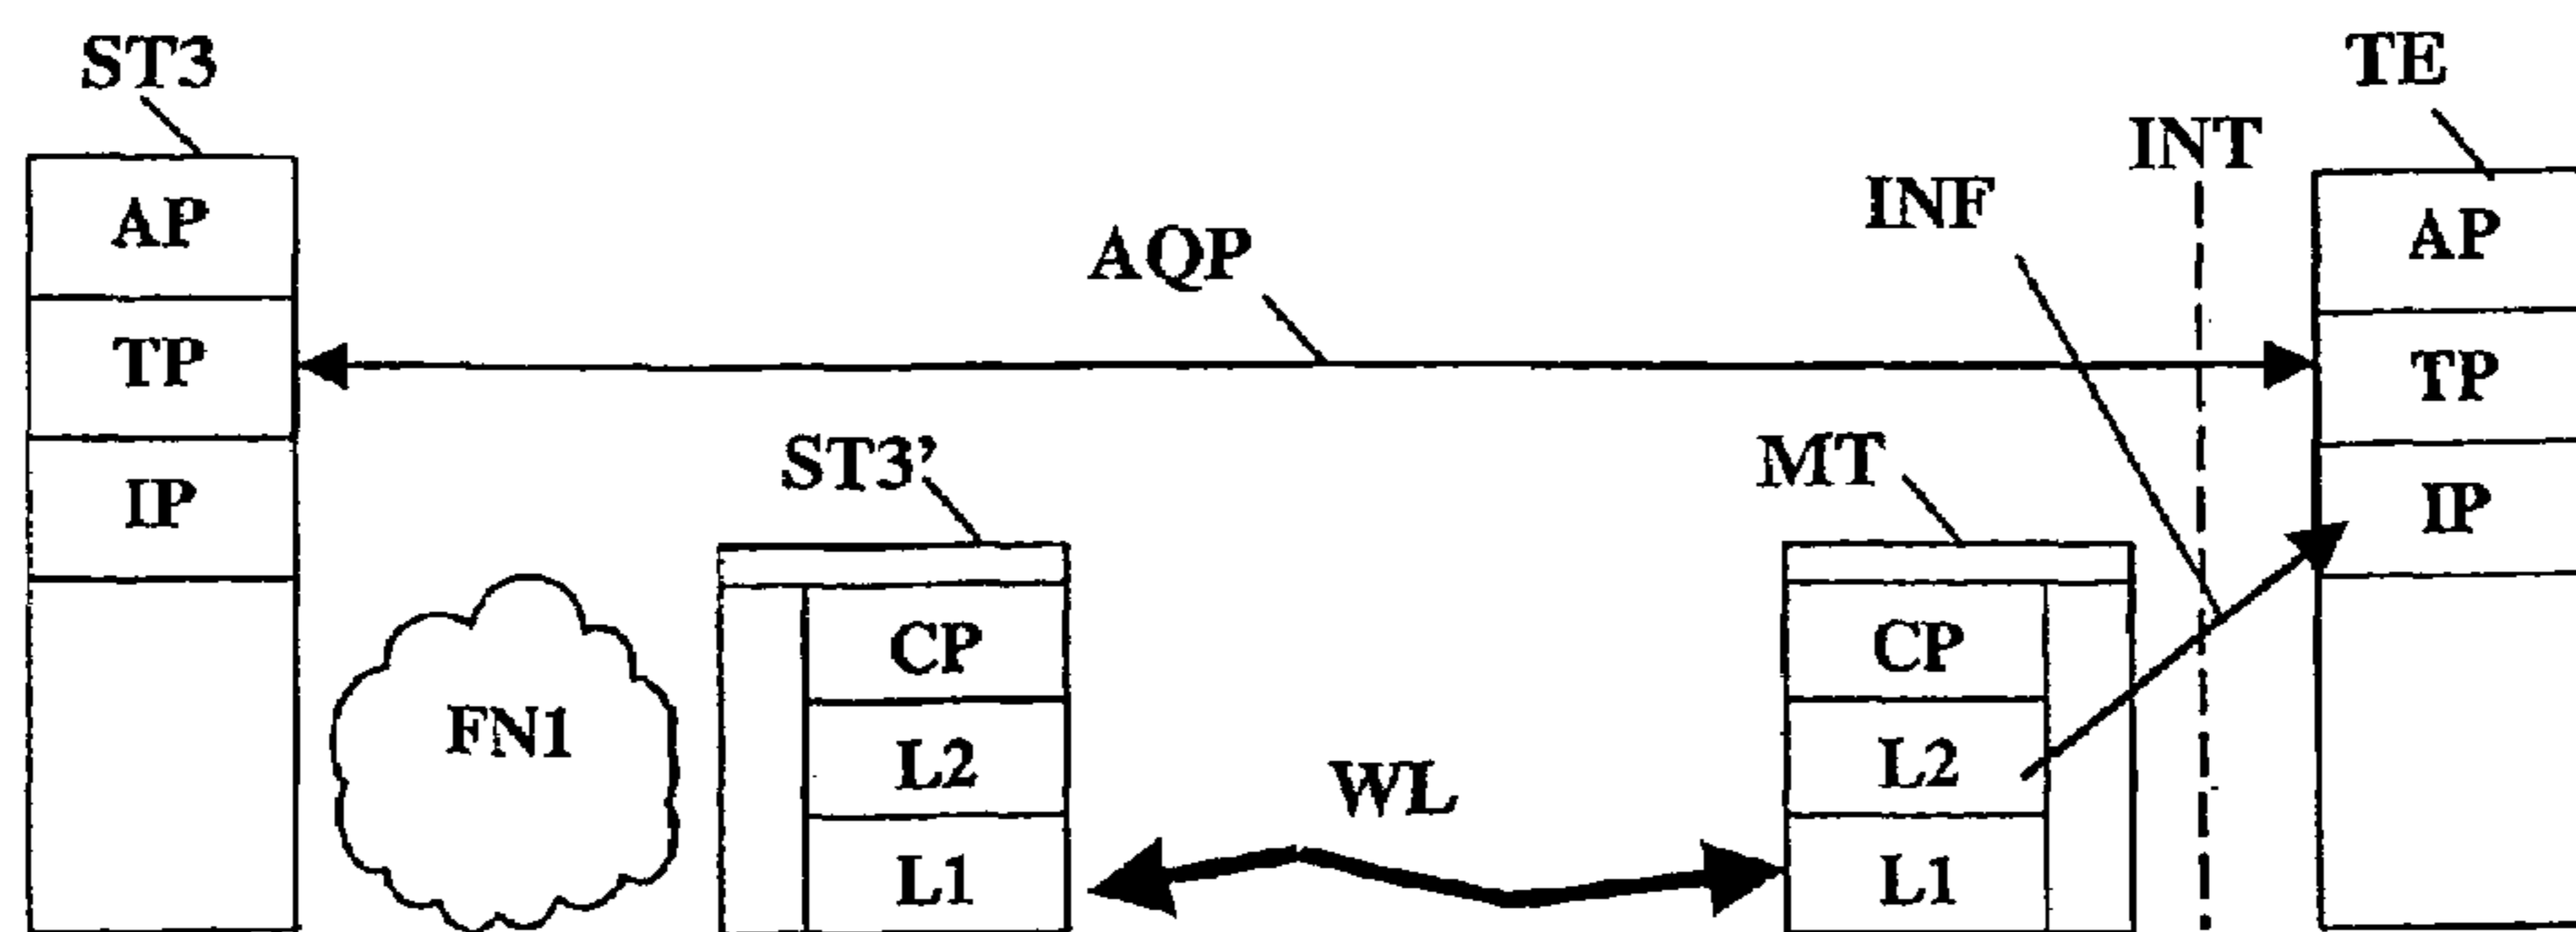 ST3
AP
TP
IP
FN1
AQP
ST3’
CP
L2
L1
WL
MT
CP
L2
L1
INF
INT
TE
AP
TP
IP